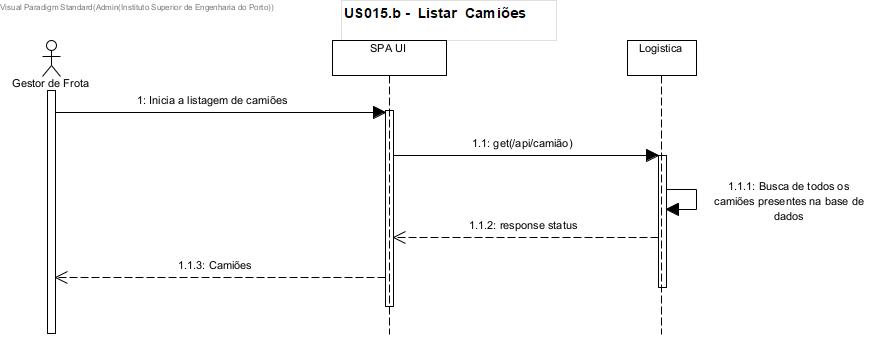 Visual Paradigm Standard(Admin(Instituto Superior de Engenharia do Porto))
US015.b - Listar Camiões
SPA UI
Logistica
Gestor de Frota
1: Inicia a listagem de camiões
1.1: get(/api/camião)
1.1.1: Busca de todos os
camiões presentes na base de
dados
1.1.2: response status
1.1.3: Camiões